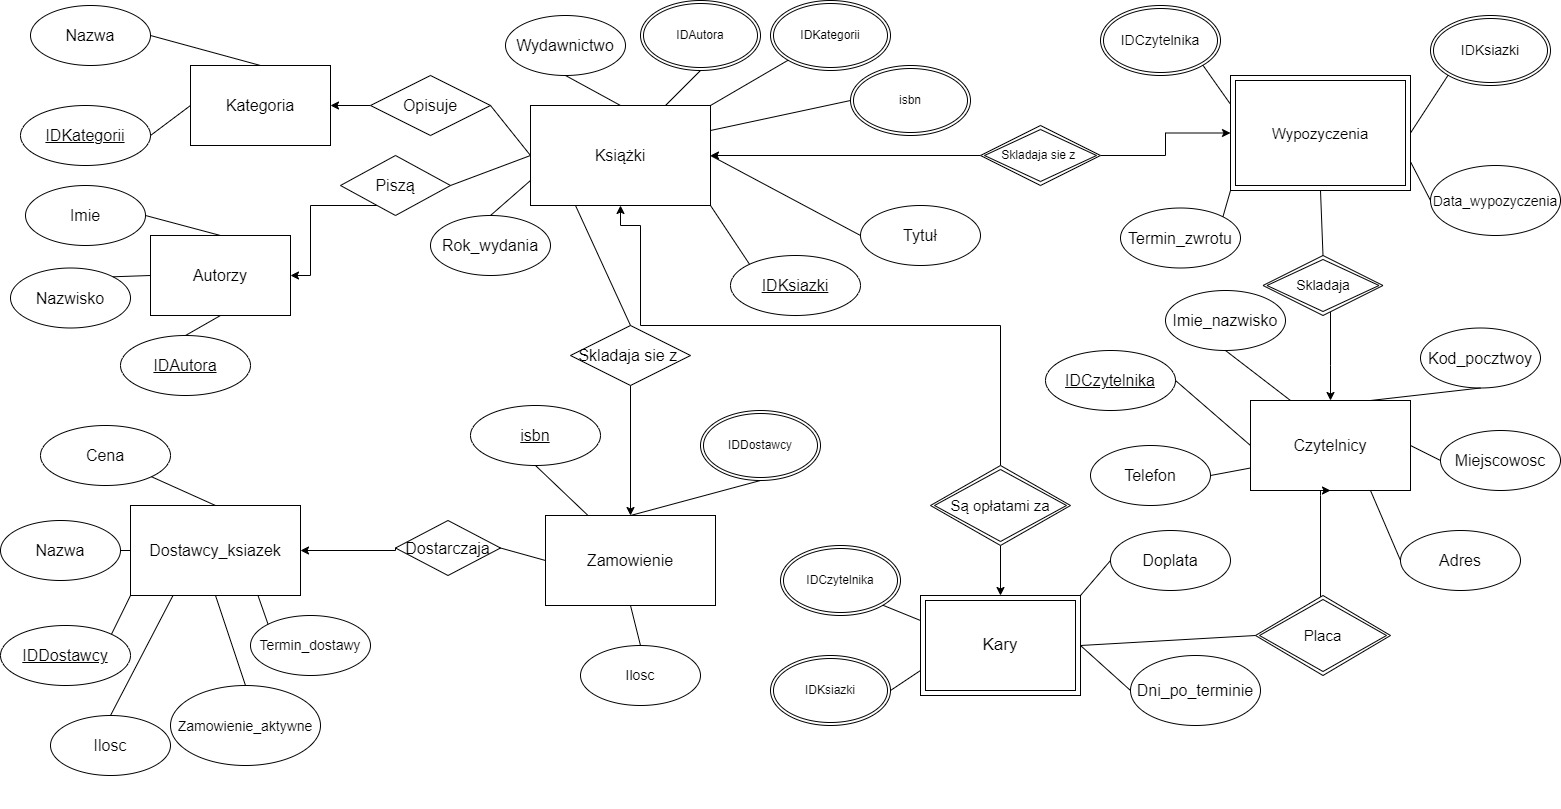 Nazwa
Wydawnictwo
IDAutora
IDKategorii
IDCzytelnika
IDKsiazki
Kategoria
Opisuje
isbn
IDKategorii
Książki
Skladaja sie z
Wypozyczenia
Piszą
Imie
Rok_wydania
Tytuł
Termin_zwrotu
Data_wypozyczenia
Autorzy
Nazwisko
IDKsiazki
Skladaja
IDAutora
Imie_nazwisko
Skladaja sie z
IDCzytelnika
Kod_pocztwoy
isbn
IDDostawcy
Czytelnicy
Cena
Telefon
Miejscowosc
Są opłatami za
Nazwa
Dostawcy_ksiazek
Dostarczaja
Zamowienie
Doplata
Adres
IDCzytelnika
IDDostawcy
Termin_dostawy
Kary
Placa
Ilosc
IDKsiazki
Dni_po_terminie
Zamowienie_aktywne
Ilosc